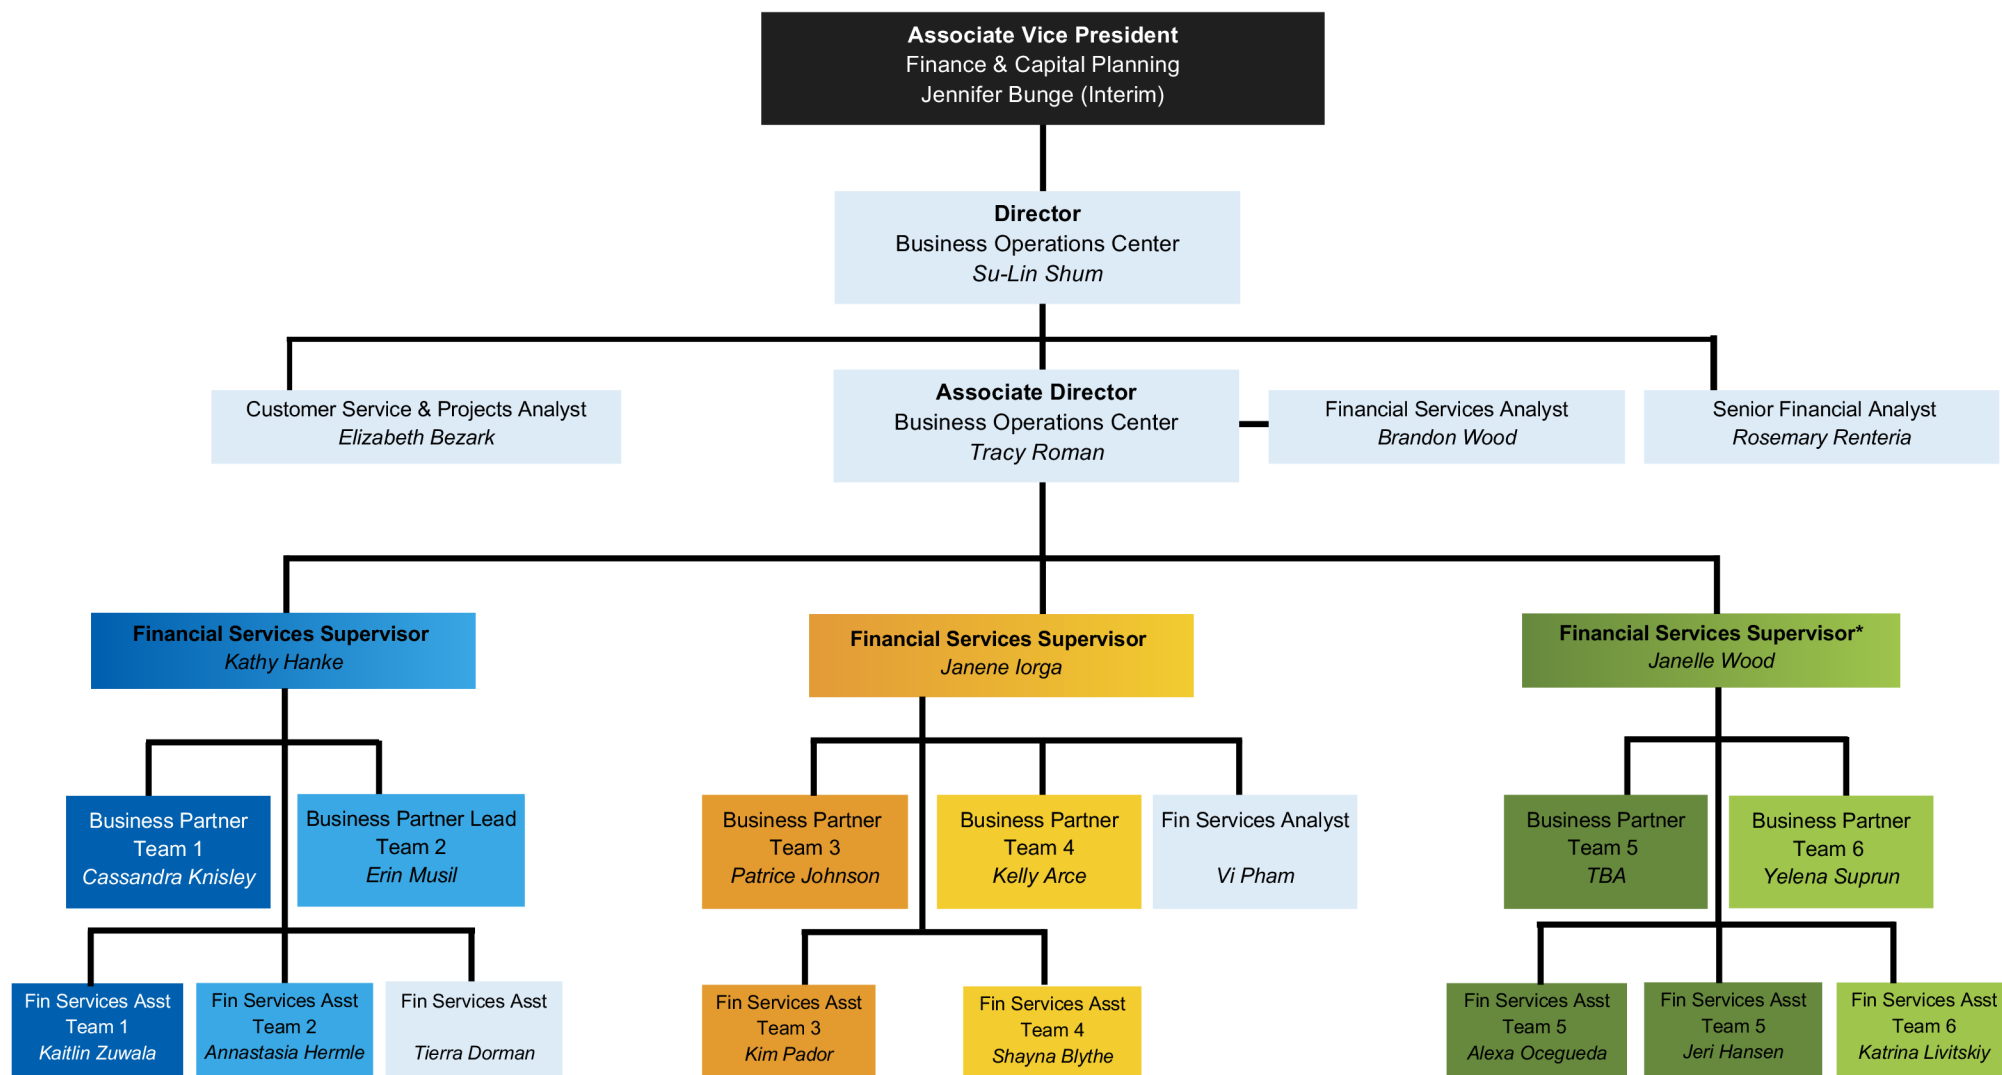 Associate Vice President
Finance & Capital Planning
Jennifer Bunge (Interim)
Director
Business Operations Center
Su-Lin Shum
Customer Service & Projects Analyst
Elizabeth Bezark
Associate Director
Business Operations Center
Tracy Roman
Financial Services Analyst
Brandon Wood
Senior Financial Analyst
Rosemary Renteria
Financial Services Supervisor
Kathy Hanke
Financial Services Supervisor
Janene Iorga
Financial Services Supervisor*
Janelle Wood
Business Partner
Team 1
Cassandra Knisley
Business Partner Lead
Team 2
Erin Musil
Business Partner
Team 3
Patrice Johnson
Business Partner
Team 4
Kelly Arce
Fin Services Analyst
Vi Pham
Business Partner
Team 5
TBA
Business Partner
Team 6
Yelena Suprun
Fin Services Asst
Team 1
Kaitlin Zuwala
Fin Services Asst
Team 2
Annastasia Hermle
Fin Services Asst
Tierra Dorman
Fin Services Asst
Team 3
Kim Pador
Fin Services Asst
Team 4
Shayna Blythe
Fin Services Asst
Team 5
Alexa Ocegueda
Fin Services Asst
Team 5
Jeri Hansen
Fin Services Asst
Team 6
Katrina Livitskiy